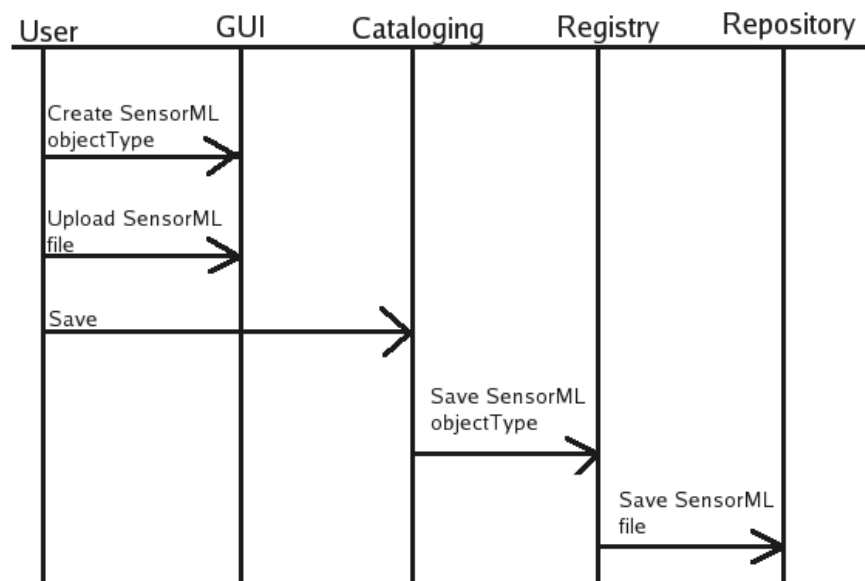 User GUI Cataloging Registry Repository
Create SensorML
objectType
Upload SensorML
file
Save
Save SensorML
objectType
Save SensorML
file